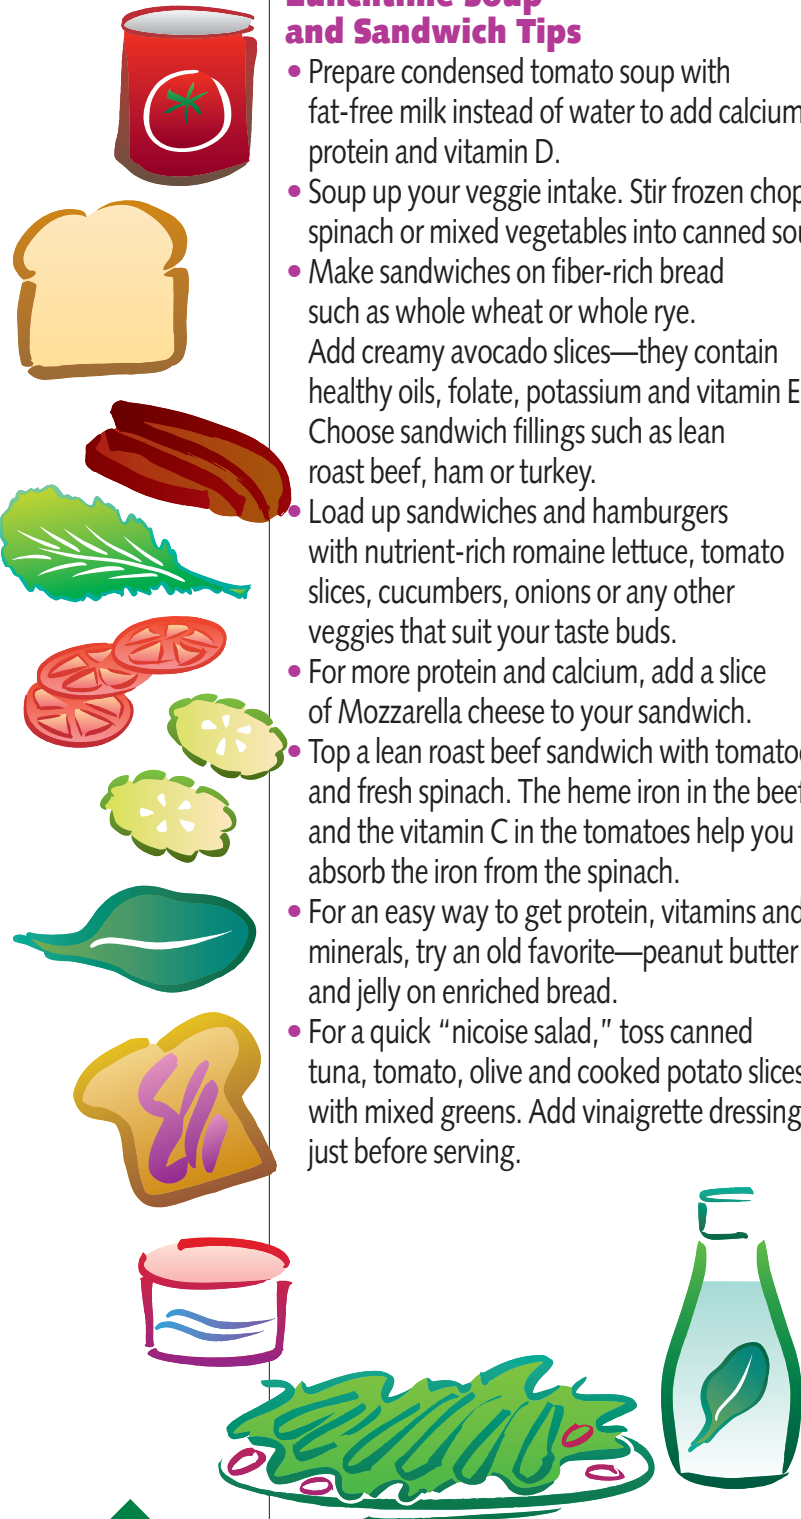 Lunchtime Soup
and Sandwich Tips
• Prepare condensed tomato soup with
fat-free milk instead of water to add calcium
protein and vitamin D.
• Soup up your veggie intake. Stir frozen chop
spinach or mixed vegetables into canned sou
• Make sandwiches on fiber-rich bread
such as whole wheat or whole rye.
Add creamy avocado slices—they contain
healthy oils, folate, potassium and vitamin E
Choose sandwich fillings such as lean
roast beef, ham or turkey.
• Load up sandwiches and hamburgers
with nutrient-rich romaine lettuce, tomato
slices, cucumbers, onions or any other
veggies that suit your taste buds.
• For more protein and calcium, add a slice
of Mozzarella cheese to your sandwich.
• Top a lean roast beef sandwich with tomatoe
and fresh spinach. The heme iron in the beef
and the vitamin C in the tomatoes help you
absorb the iron from the spinach.
• For an easy way to get protein, vitamins and
minerals, try an old favorite—peanut butter
and jelly on enriched bread.
• For a quick “nicoise salad,” toss canned
tuna, tomato, olive and cooked potato slices
with mixed greens. Add vinaigrette dressing
just before serving.